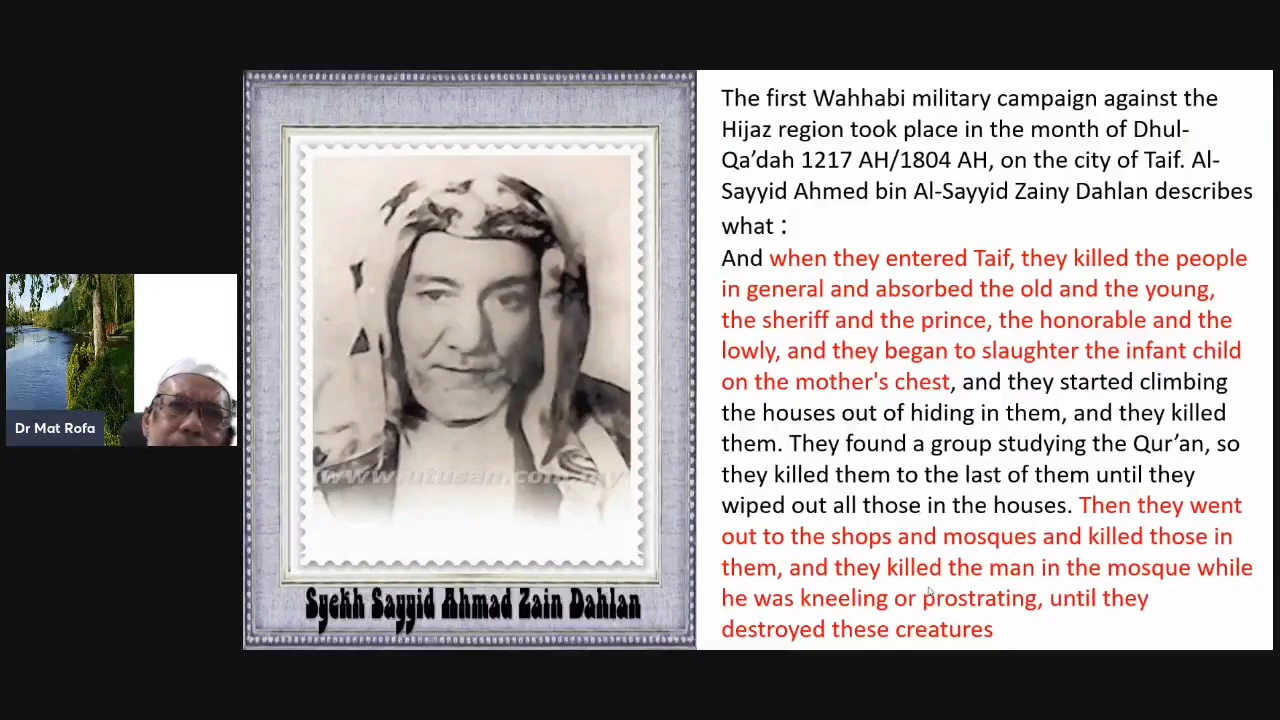 The first Wahhabi military campaign against the
Hijaz region took place in the month of Dhul-
Qa’dah 1217 AH/1804 AH, on the city of Taif. Al-
Sayyid Ahmed bin Al-Sayyid Zainy Dahlan describes
what :
And when they entered Taif, they killed the people
in general and absorbed the old and the young,
the sheriff and the prince, the honorable and the
lowly, and they began to slaughter the infant child
on the mother's chest, and they started climbing
the houses out of hiding in them, and they killed
them. They found a group studying the Qur’an, so
they killed them to the last of them until they
wiped out all those in the houses. Then they went
out to the shops and mosques and killed those in
them, and they killed the man in the mosque while
he was kneeling or prostrating, until they
destroyed these creatures
www.utusan.com.my
Syekh Sayyid Ahmad Zain Dahlan
Dr Mat Rofa